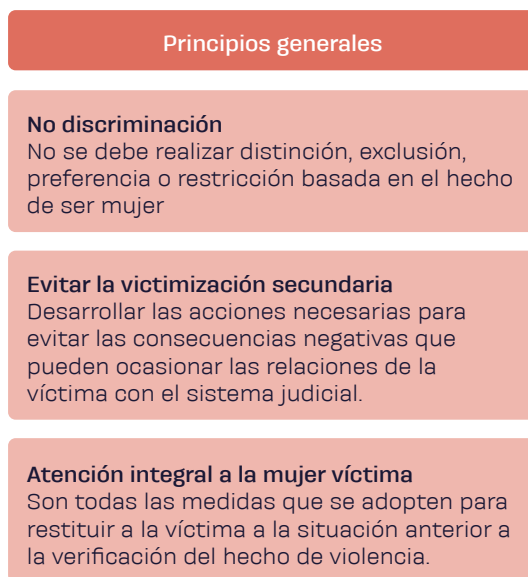 Principios generales
No discriminación
No se debe realizar distinción, exclusión,
preferencia o restricción basada en el hecho
de ser mujer
Evitar la victimización secundaria
Desarrollar las acciones necesarias para
evitar las consecuencias negativas que
pueden ocasionar las relaciones de la
víctima con el sistema judicial.
Atención integral a la mujer víctima
Son todas las medidas que se adopten para
restituir a la víctima a la situación anterior a
la verificación del hecho de violencia.